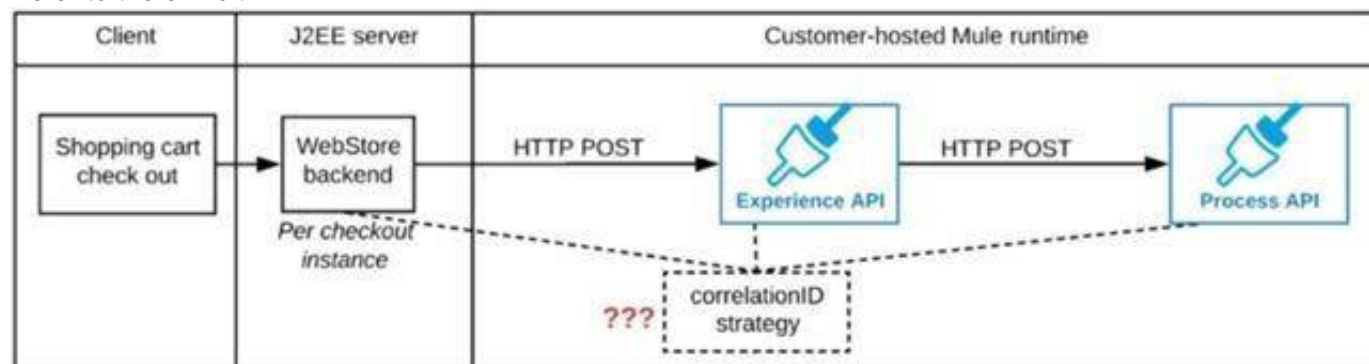 Client
J2EE server
Customer-hosted Mule runtime
Shopping cart
check out
WebStore
backend
HTTP POST
Experience API
HTTP POST
Process API
Per checkout
instance
???
correlationID
strategy